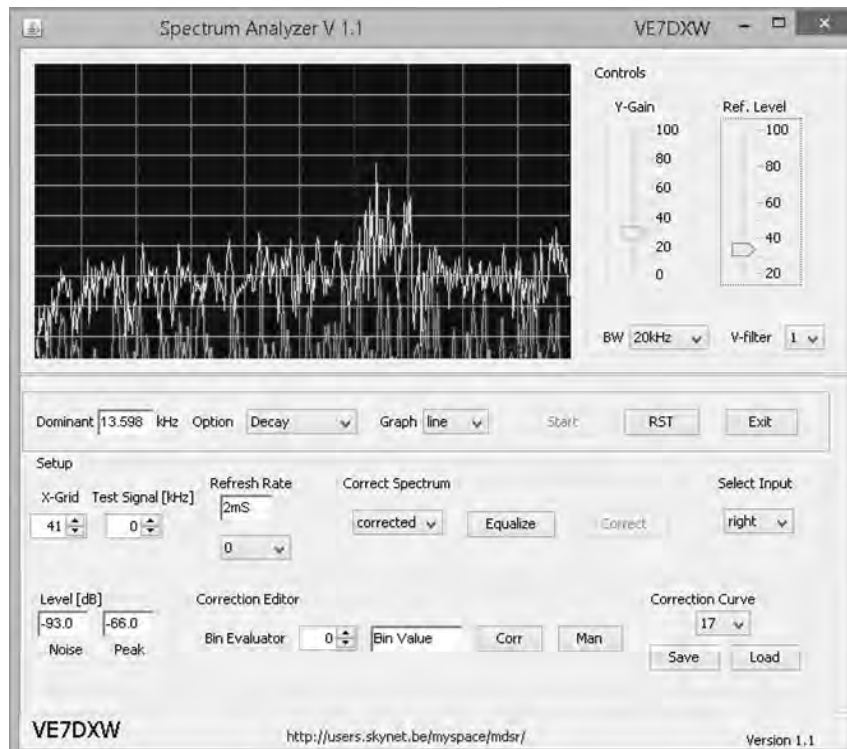 Spectrum Analyzer V 1.1 VE7DXW
Controls
Y-Gain Ref. Level
100 100
80 80
60 60
40 40
20 20
0
BW 20kHz V-filter 1
Dominant 13.598 kHz Option Decay Graph line Start RST Exit
Setup
X-Grid Test Signal [kHz] Refresh Rate Correct Spectrum Select Input
41 0 2mS corrected Equalize Correct right
0
Level [dB] Correction Editor Correction Curve
-93.0 -66.0 Bin Evaluator 0 Bin Value Corr Man 17
Noise Peak Save Load
VE7DXW http://users.skynet.be/myspace/mdsr/ Version 1.1